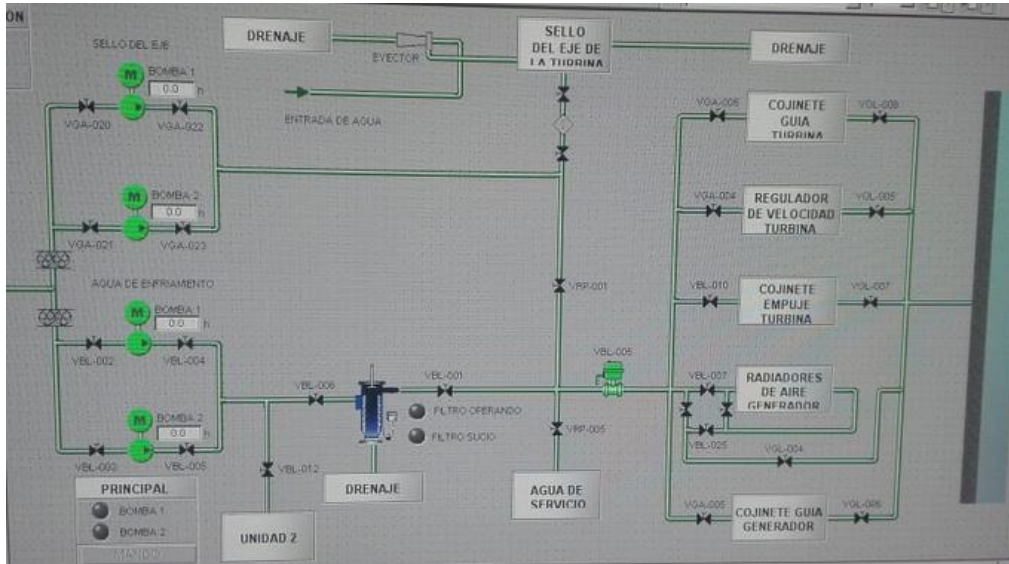 ON
SELLO DEL EJE
M
BOMBA 1
0.0 h
VGA-020
VGA-022
M
BOMBA 2
0.0 h
VGA-021
VGA-023
AGUA DE ENFRIAMIENTO
M
BOMBA 1
0.0 h
VBL-002
VBL-004
M
BOMBA 2
0.0 h
VBL-003
VBL-005
PRINCIPAL
BOMBA 1
BOMBA 2
MANDO
DRENAJE
EYECTOR
ENTRADA DE AGUA
SELLO
DEL EJE DE
LA TURBINA
DRENAJE
VRP-001
VBL-006
VBL-001
FILTRO OPERANDO
FILTRO SUCIO
VBL-012
UNIDAD 2
DRENAJE
VRP-005
AGUA DE
SERVICIO
VGA-006
COJINETE
GUIA
TURBINA
VGA-004
REGULADOR
DE VELOCIDAD
TURBINA
VOL-005
VBL-010
COJINETE
EMPUJE
TURBINA
VOL-007
VBL-007
RADIADORES
DE AIRE
GENERADOR
VBL-025
VOL-004
VGA-005
COJINETE GUIA
GENERADOR
VOL-006